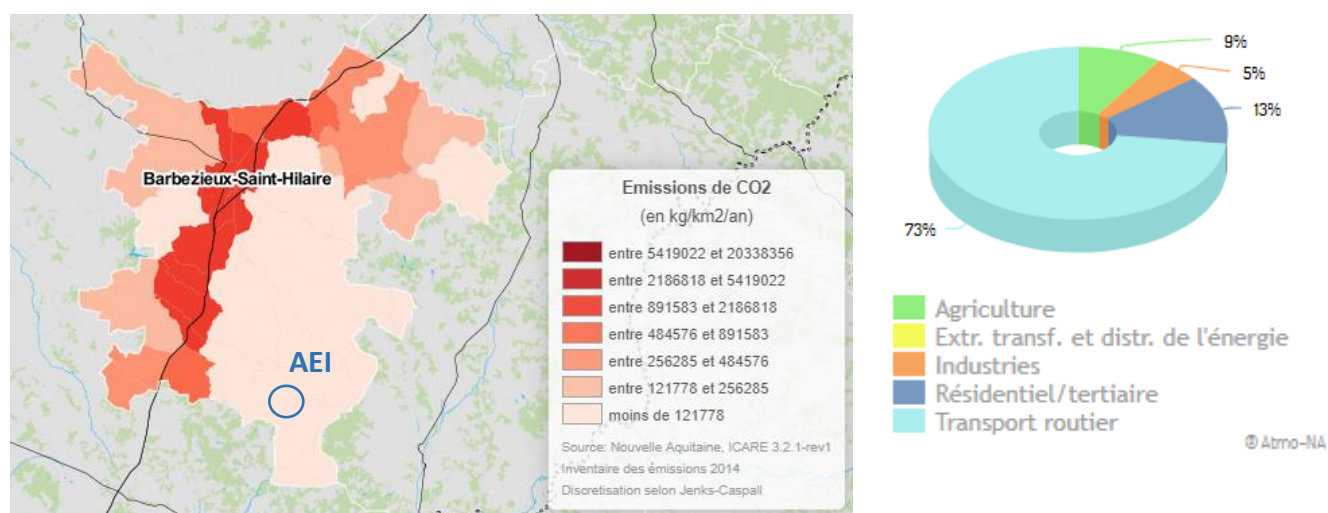 Barbezieux-Saint-Hilaire
AEI
Emissions de CO2
(en kg/km2/an)
entre 5419022 et 20338356
entre 2186818 et 5419022
entre 891583 et 2186818
entre 484576 et 891583
entre 256285 et 484576
entre 121778 et 256285
moins de 121778
Source: Nouvelle Aquitaine, ICARE 3.2.1-rev1
Inventaire des émissions 2014
Discretisation selon Jenks-Caspall
9%
5%
13%
73%
Agriculture
Extr. transf. et distr. de l'énergie
Industries
Résidentiel/tertiaire
Transport routier
® Atmo-NA